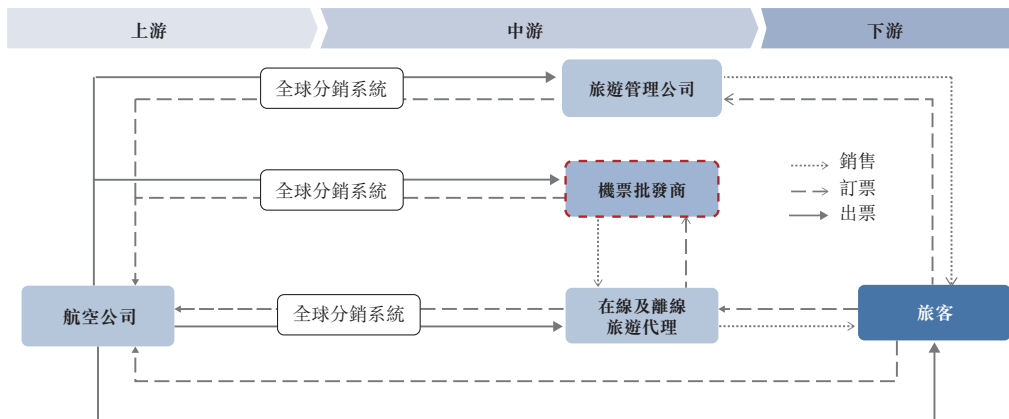 上游
中游
下游
全球分銷系統
旅遊管理公司
銷售
訂票
出票
全球分銷系統
機票批發商
航空公司
全球分銷系統
在線及離線
旅遊代理
旅客